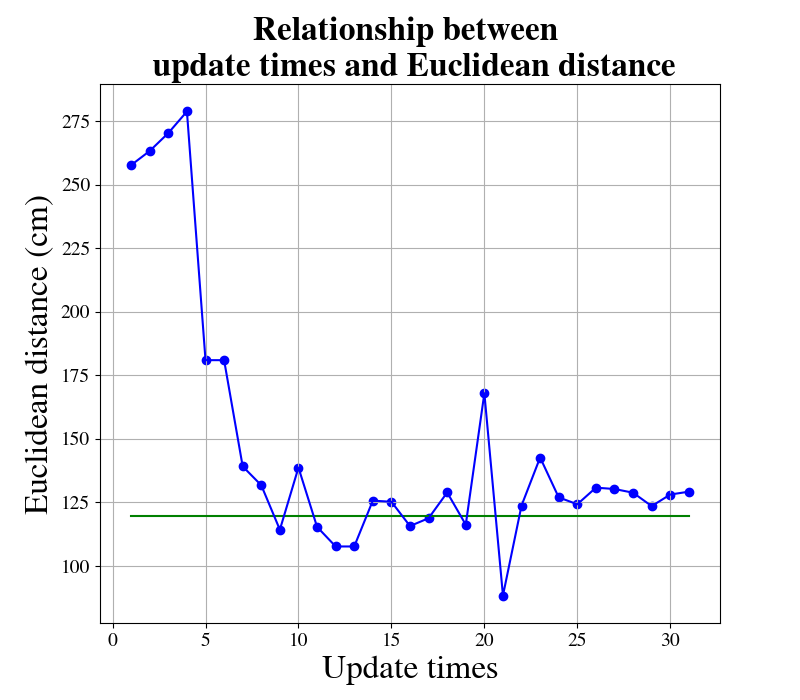 Relationship between
update times and Euclidean distance
Euclidean distance (cm)
275
250
225
200
175
150
125
100
0 5 10 15 20 25 30
Update times